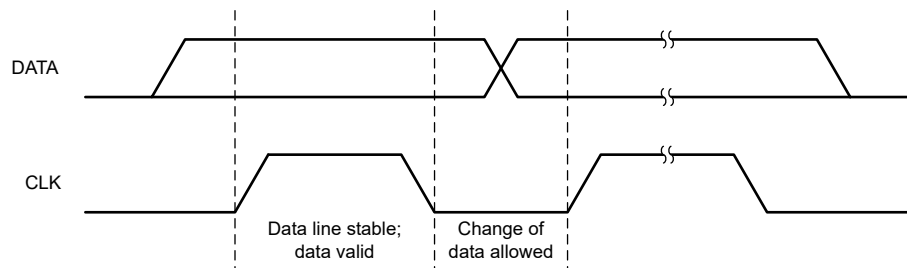 DATA
CLK
Data line stable;
data valid
Change of
data allowed